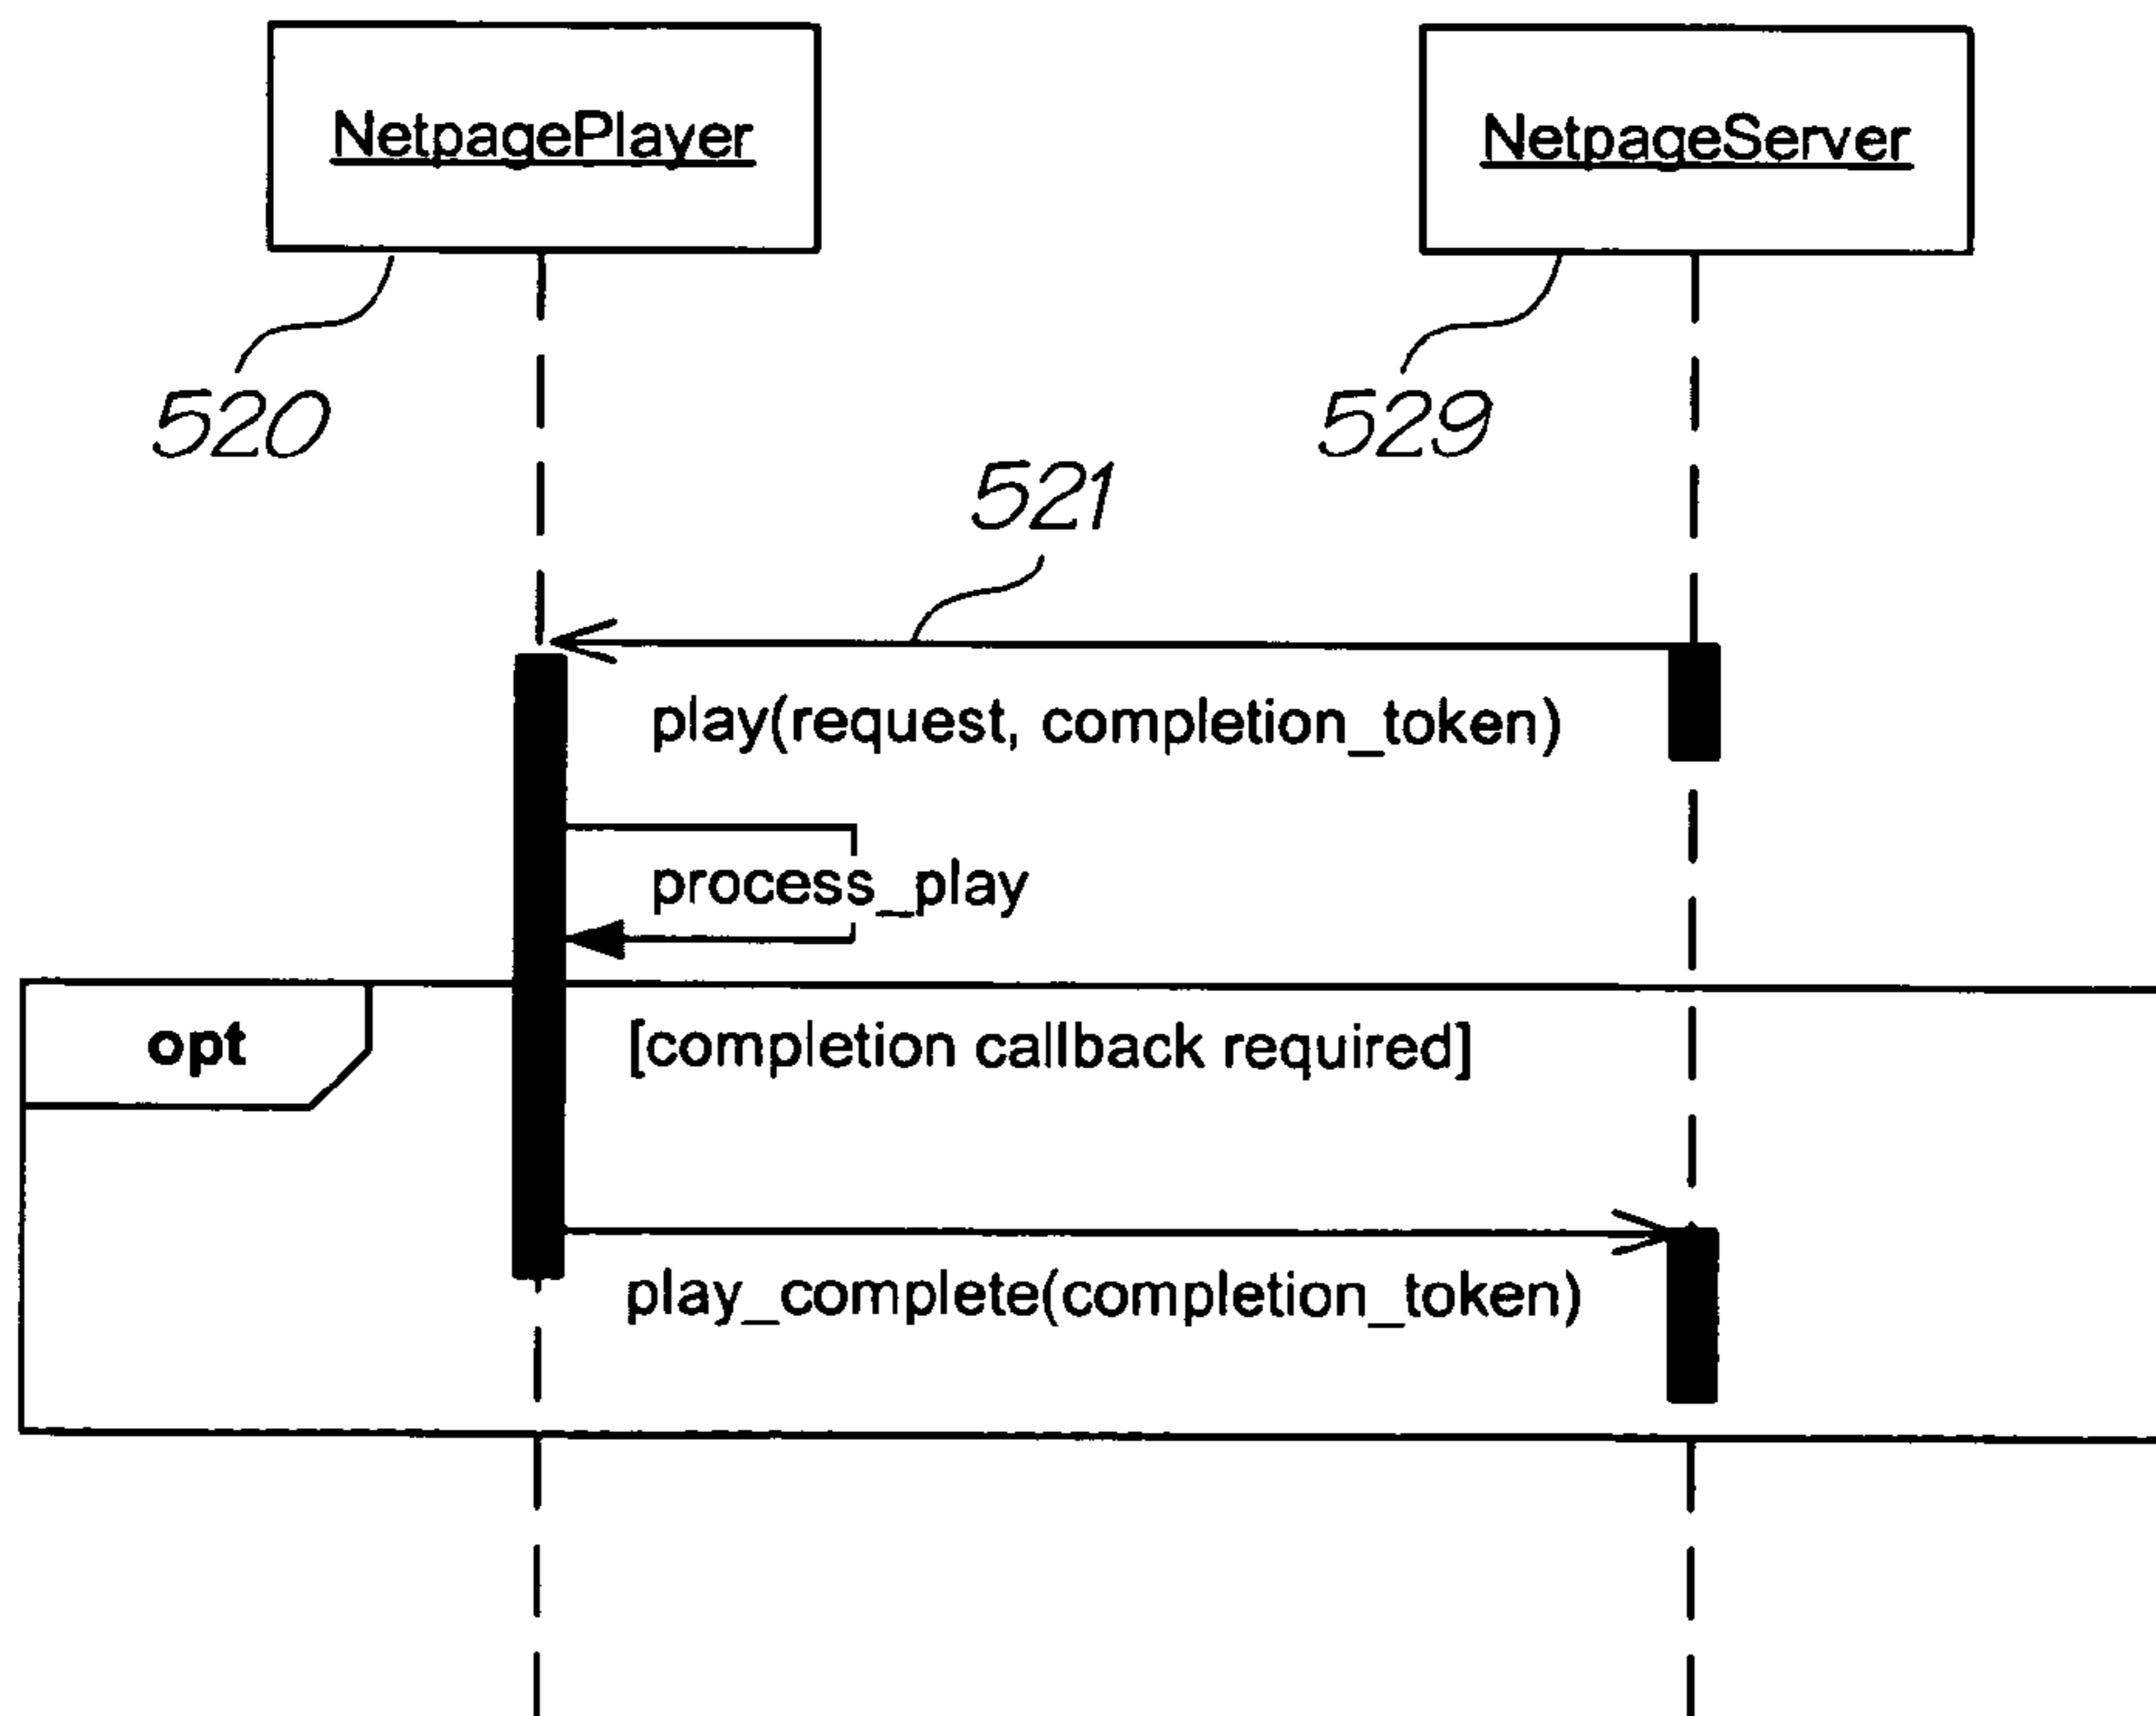 NetpagePlayer
NetpageServer
520
529
521
play(request, completion_token)
process_play
opt
[completion callback required]
play_complete(completion_token)